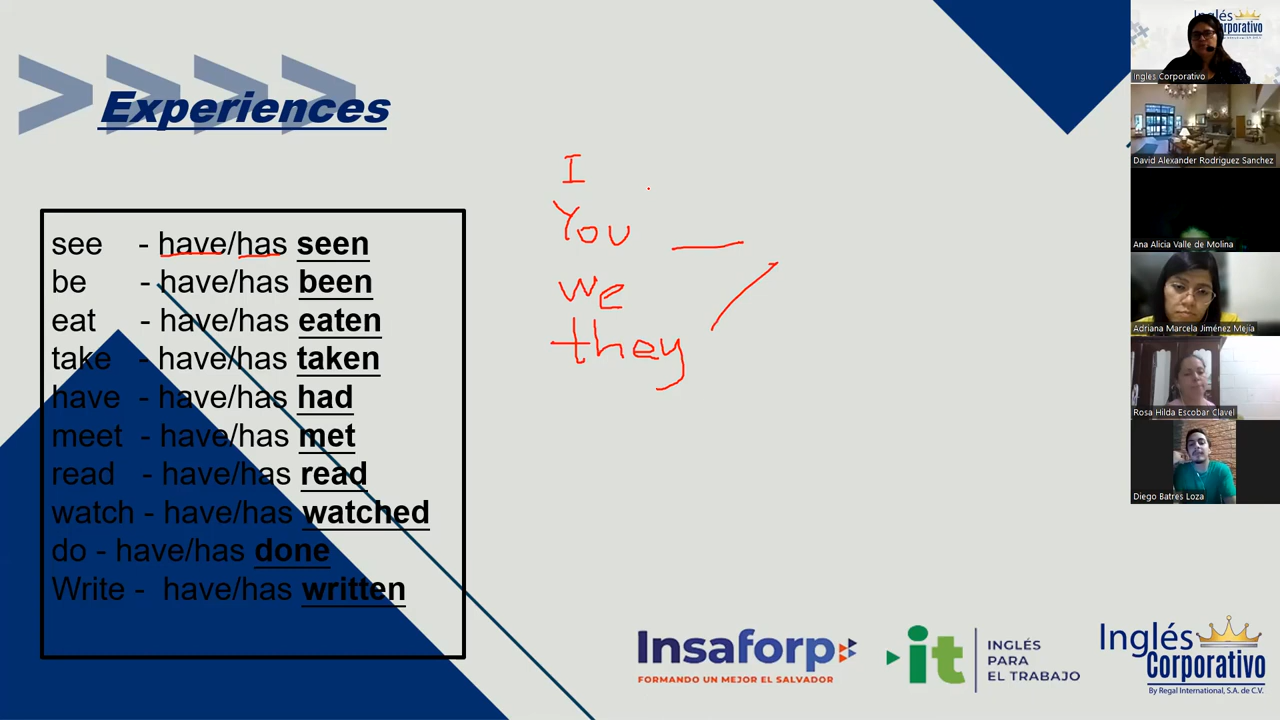 >>>> Experiences
see - have/has seen
be - have/has been
eat - have/has eaten
take - have/has taken
have - have/has had
meet - have/has met
read - have/has read
watch - have/has watched
do - have/has done
Write - have/has written
I
You
we
they
Insaforp
FORMANDO UN MEJOR EL SALVADOR
it
INGLÉS
PARA
EL TRABAJO
Inglés
Corporativo
By Regal International, S.A. de C.V.
Inglés
Corporativo
Ingles Corporativo
David Alexander Rodriguez Sanchez
Ana Alicia Valle de Molina
Adriana Marcela Jiménez Mejía
Rosa Hilda Escobar Clavel
Diego Batres Loza